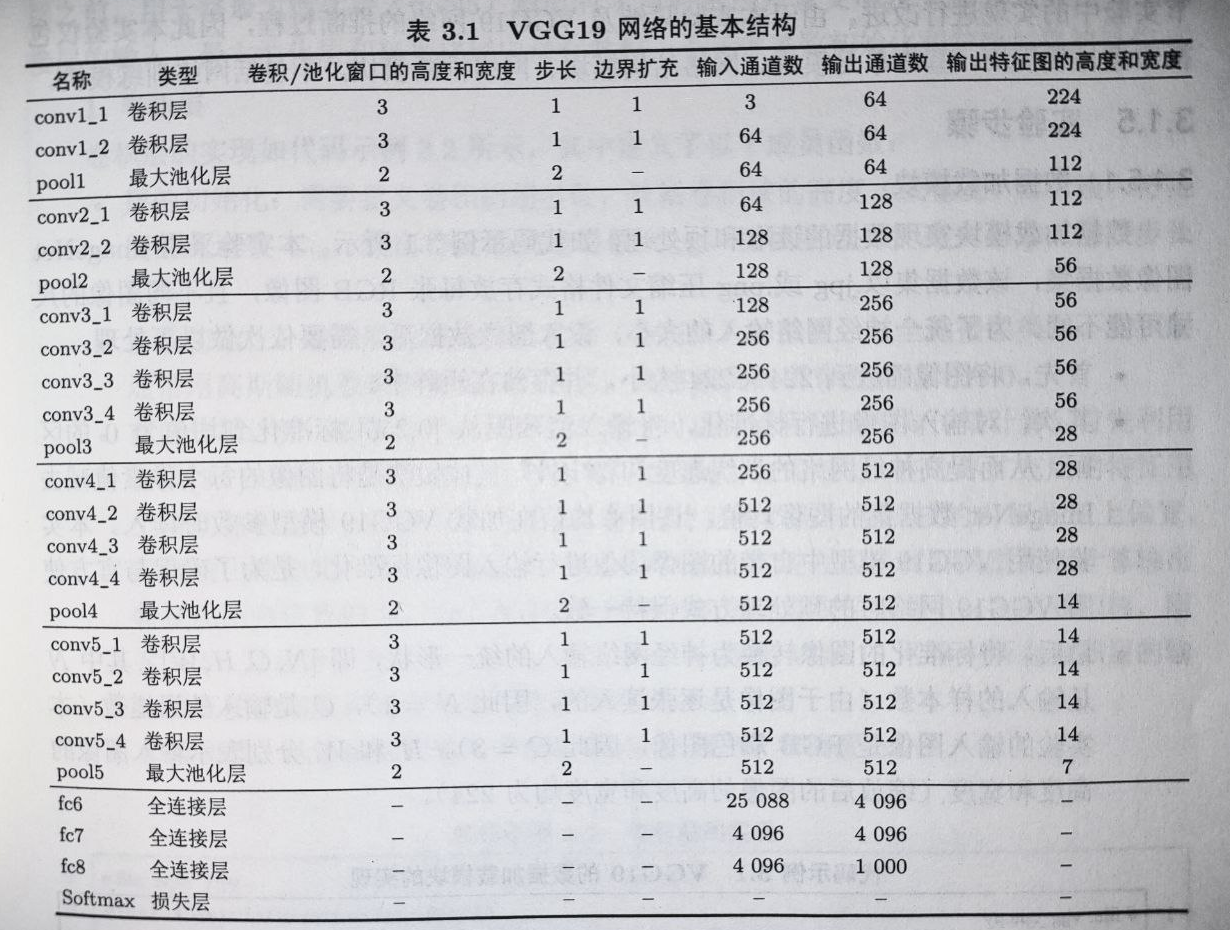 表 3.1 VGG19 网络的基本结构
名称 类型 卷积/池化窗口的高度和宽度 步长 边界扩充 输入通道数 输出通道数 输出特征图的高度和宽度
conv1_1 卷积层 3 1 1 3 64 224
conv1_2 卷积层 3 1 1 64 64 224
pool1 最大池化层 2 2 – 64 64 112
conv2_1 卷积层 3 1 1 64 128 112
conv2_2 卷积层 3 1 1 128 128 112
pool2 最大池化层 2 2 – 128 128 56
conv3_1 卷积层 3 1 1 128 256 56
conv3_2 卷积层 3 1 1 256 256 56
conv3_3 卷积层 3 1 1 256 256 56
conv3_4 卷积层 3 1 1 256 256 56
pool3 最大池化层 2 2 – 256 256 28
conv4_1 卷积层 3 1 1 256 512 28
conv4_2 卷积层 3 1 1 512 512 28
conv4_3 卷积层 3 1 1 512 512 28
conv4_4 卷积层 3 1 1 512 512 28
pool4 最大池化层 2 2 – 512 512 14
conv5_1 卷积层 3 1 1 512 512 14
conv5_2 卷积层 3 1 1 512 512 14
conv5_3 卷积层 3 1 1 512 512 14
conv5_4 卷积层 3 1 1 512 512 14
pool5 最大池化层 2 2 – 512 512 7
fc6 全连接层 – – – 25 088 4 096 –
fc7 全连接层 – – – 4 096 4 096 –
fc8 全连接层 – – – 4 096 1 000 –
Softmax 损失层 – – – – – –